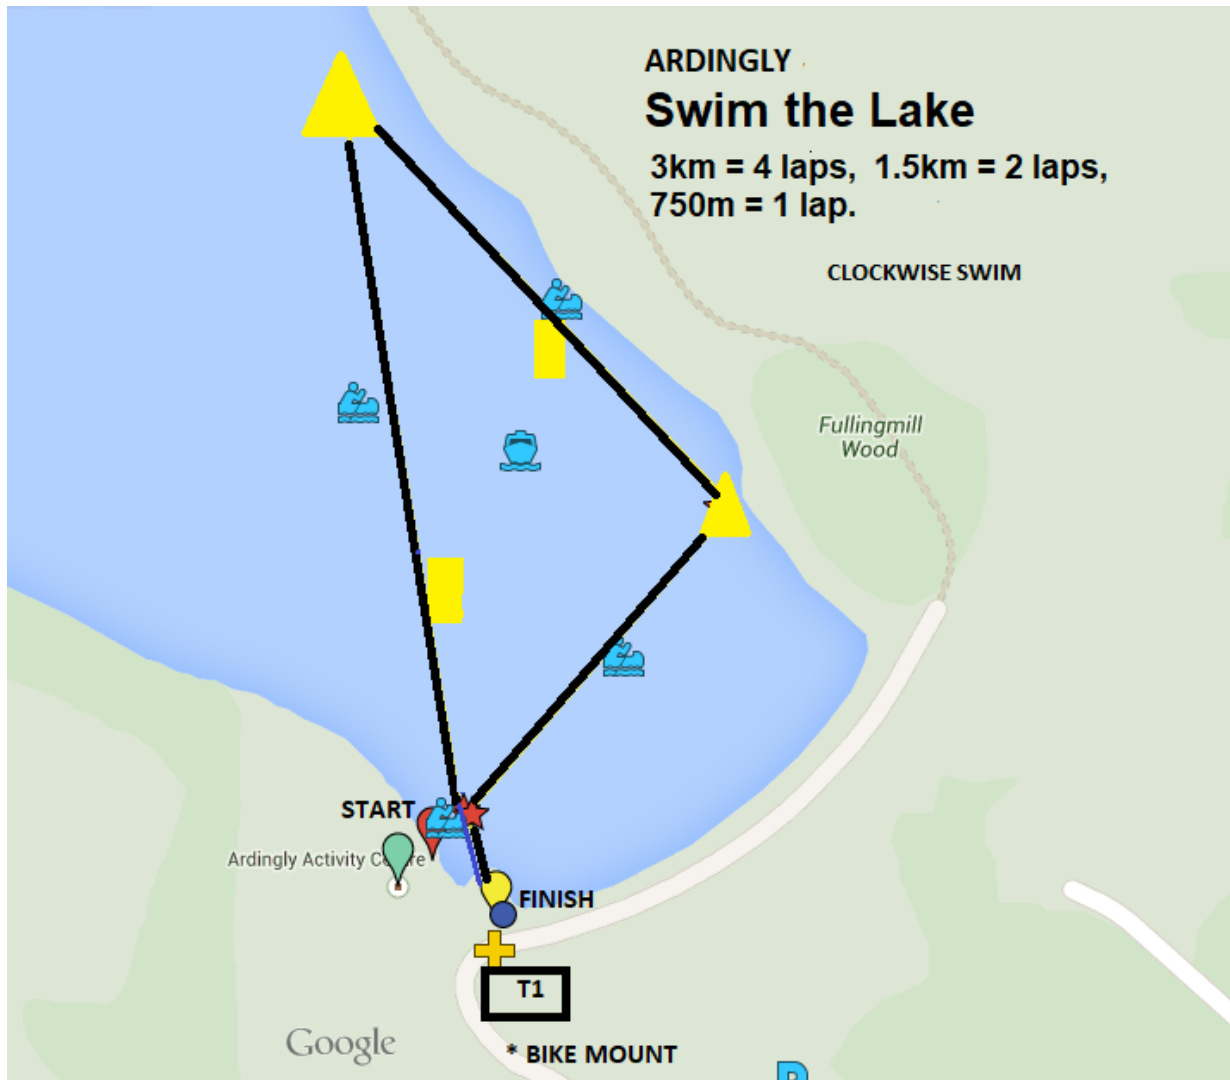 ARDINGLY
Swim the Lake
3km = 4 laps, 1.5km = 2 laps,
750m = 1 lap.
CLOCKWISE SWIM
Fullingmill
Wood
START
Ardingly Activity Centre
FINISH
T1
Google
* BIKE MOUNT
P